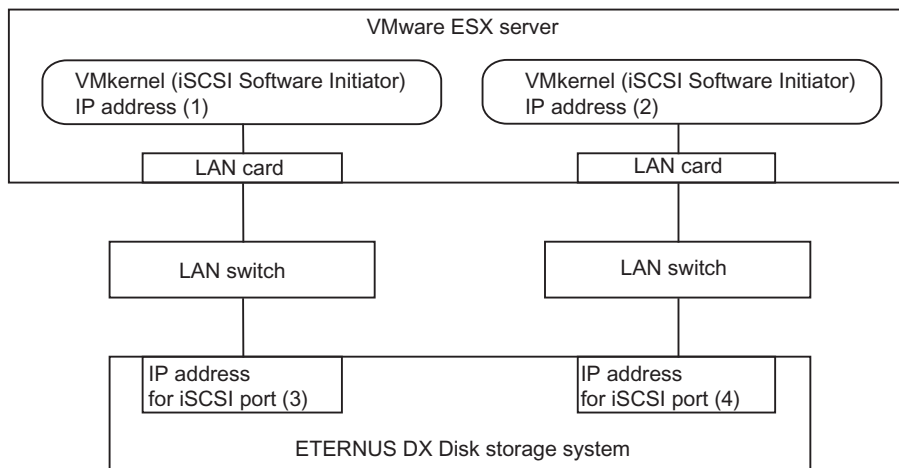 VMware ESX server
VMkernel (iSCSI Software Initiator)
IP address (1)
VMkernel (iSCSI Software Initiator)
IP address (2)
LAN card
LAN card
LAN switch
LAN switch
IP address
for iSCSI port (3)
IP address
for iSCSI port (4)
ETERNUS DX Disk storage system